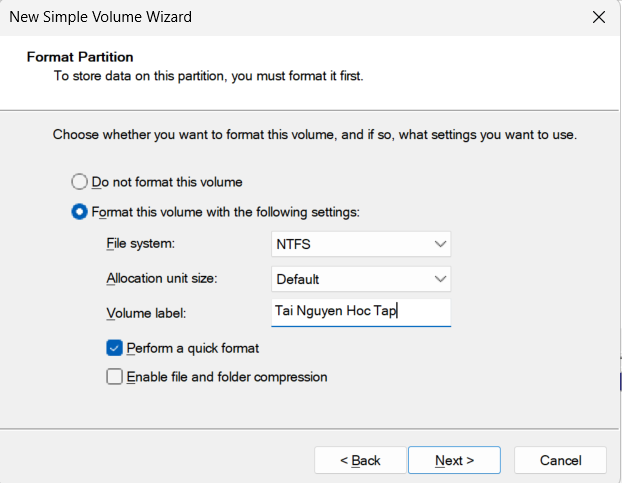 New Simple Volume Wizard
Format Partition
To store data on this partition, you must format it first.
Choose whether you want to format this volume, and if so, what settings you want to use.
Do not format this volume
Format this volume with the following settings:
File system: NTFS
Allocation unit size: Default
Volume label: Tai Nguyen Hoc Tap
Perform a quick format
Enable file and folder compression
< Back Next > Cancel